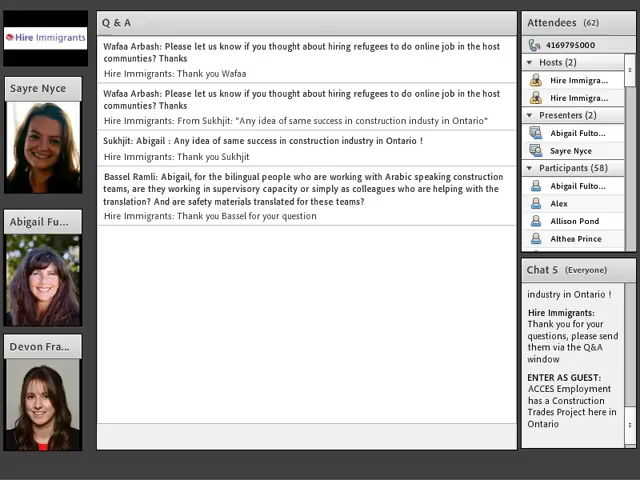 Hire Immigrants
Sayre Nyce
Abigail Fu...
Devon Fra...
Q & A
Wafaa Arbash: Please let us know if you thought about hiring refugees to do online job in the host
communties? Thanks
Hire Immigrants: Thank you Wafaa
Wafaa Arbash: Please let us know if you thought about hiring refugees to do online job in the host
communties? Thanks
Hire Immigrants: From Sukhjit: "Any idea of same success in construction industy in Ontario"
Sukhjit: Abigail : Any idea of same success in construction industry in Ontario !
Hire Immigrants: Thank you Sukhjit
Bassel Ramli: Abigail, for the bilingual people who are working with Arabic speaking construction
teams, are they working in supervisory capacity or simply as colleagues who are helping with the
translation? And are safety materials translated for these teams?
Hire Immigrants: Thank you Bassel for your question
Attendees (62)
4169795000
Hosts (2)
Hire Immigra...
Hire Immigra...
Presenters (2)
Abigail Fulto...
Sayre Nyce
Participants (58)
Abigail Fulto...
Alex
Allison Pond
Althea Prince
Chat 5 (Everyone)
industry in Ontario !
Hire Immigrants:
Thank you for your
questions, please send
them via the Q&A
window
ENTER AS GUEST:
ACCES Employment
has a Construction
Trades Project here in
Ontario